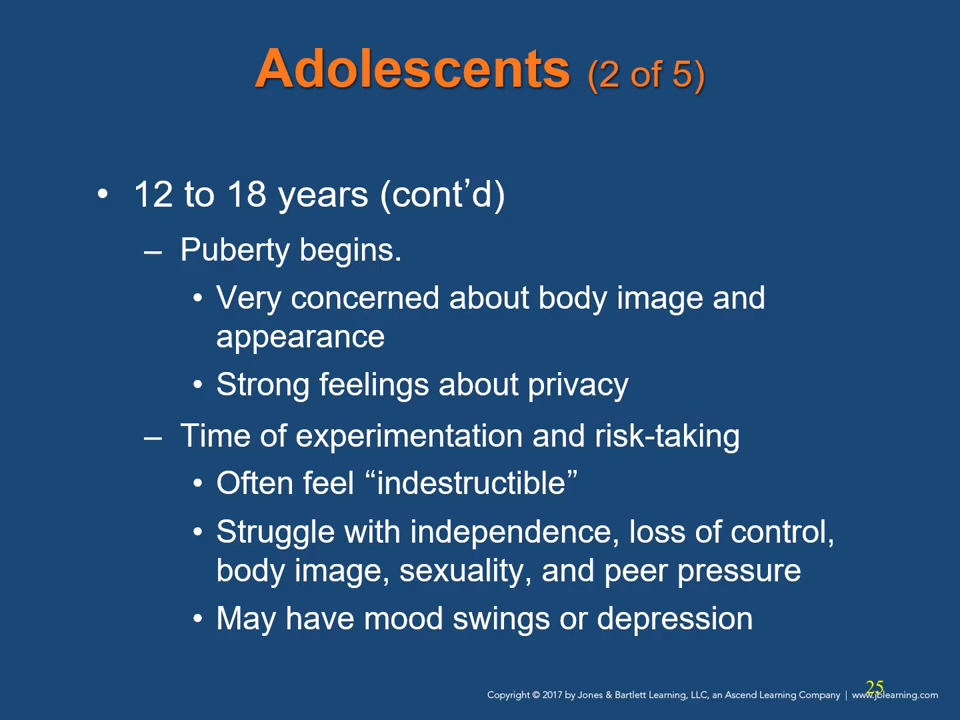 Adolescents (2 of 5)
• 12 to 18 years (cont’d)
– Puberty begins.
• Very concerned about body image and
appearance
• Strong feelings about privacy
– Time of experimentation and risk-taking
• Often feel “indestructible”
• Struggle with independence, loss of control,
body image, sexuality, and peer pressure
• May have mood swings or depression
25
Copyright © 2017 by Jones & Bartlett Learning, LLC, an Ascend Learning Company | www.jblearning.com